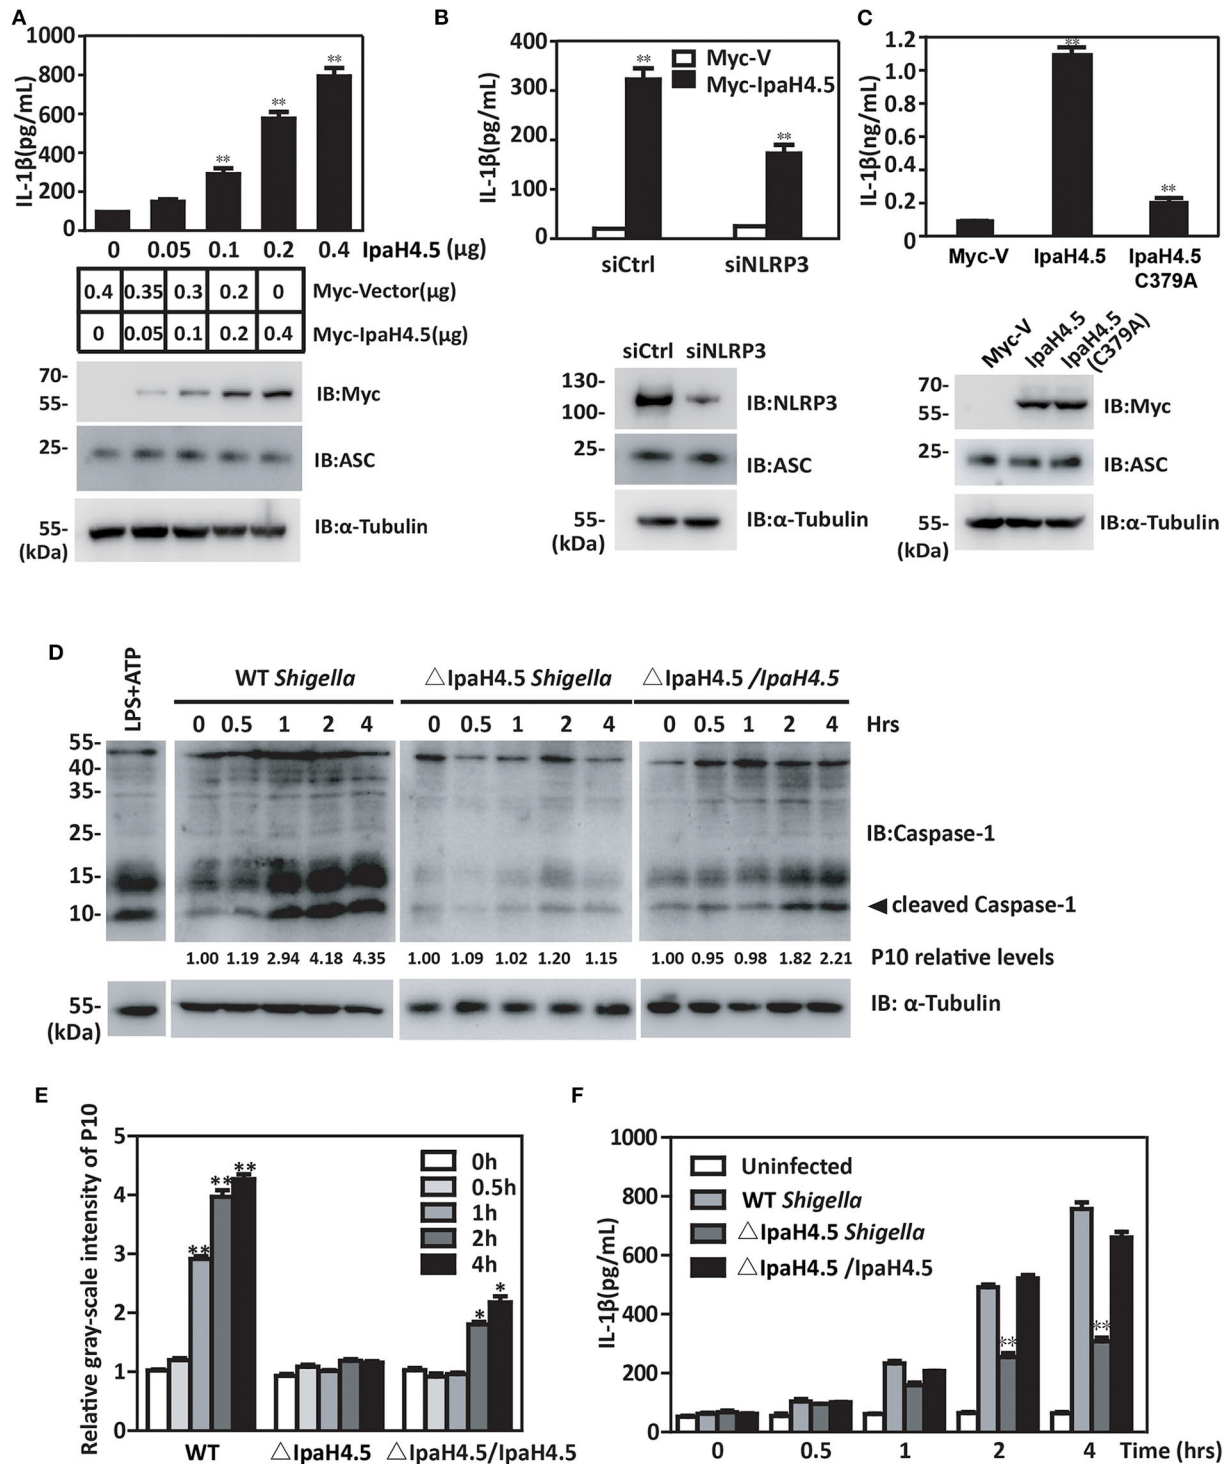 A
1000
800
600
400
200
0
IL-1β(pg/mL)
**
**
**
0 0.05 0.1 0.2 0.4 IpaH4.5 (μg)
0.4 0.35 0.3 0.2 0 Myc-Vector(μg)
0 0.05 0.1 0.2 0.4 Myc-IpaH4.5(μg)
70-
55-
IB:Myc
25-
IB:ASC
55-
(kDa)
IB:α-Tubulin
B
400
300
200
100
0
IL-1β(pg/mL)
**
**
Myc-V
Myc-IpaH4.5
siCtrl siNLRP3
siCtrl siNLRP3
130-
100-
IB:NLRP3
25-
IB:ASC
55-
(kDa)
IB:α-Tubulin
C
1.2
1.0
0.8
0.6
0.4
0.2
0
IL-1β(ng/mL)
**
**
Myc-V IpaH4.5 IpaH4.5
C379A
Myc-V
IpaH4.5
IpaH4.5
(C379A)
70-
55-
IB:Myc
25-
IB:ASC
55-
(kDa)
IB:α-Tubulin
D
LPS+ATP
WT Shigella
△IpaH4.5 Shigella
△IpaH4.5 /IpaH4.5
0 0.5 1 2 4 0 0.5 1 2 4 0 0.5 1 2 4 Hrs
55-
40-
35-
25-
15-
10-
IB:Caspase-1
◄cleaved Caspase-1
1.00 1.19 2.94 4.18 4.35 1.00 1.09 1.02 1.20 1.15 1.00 0.95 0.98 1.82 2.21 P10 relative levels
55-
(kDa)
IB: α-Tubulin
E
Relative gray-scale intensity of P10
5
4
3
2
1
0
**
**
**
*
*
0h
0.5h
1h
2h
4h
WT △IpaH4.5 △IpaH4.5/IpaH4.5
F
1000
800
600
400
200
0
IL-1β(pg/mL)
Uninfected
WT Shigella
△IpaH4.5 Shigella
△IpaH4.5 /IpaH4.5
**
**
0 0.5 1 2 4 Time (hrs)